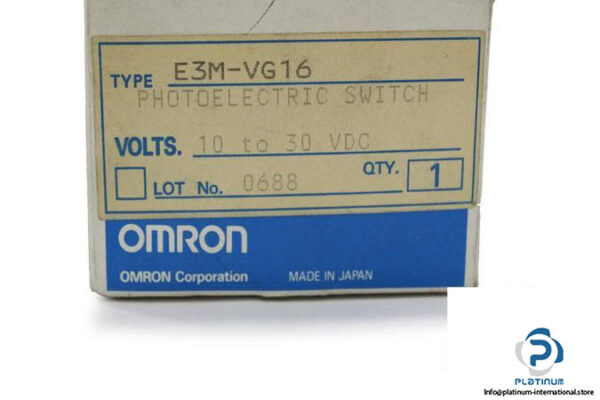 TYPE E3M-VG16
PHOTOELECTRIC SWITCH
VOLTS. 10 to 30 VDC
LOT No. 0688 QTY. 1
OMRON
OMRON Corporation MADE IN JAPAN
PLATINUM
Info@platinum-international.store